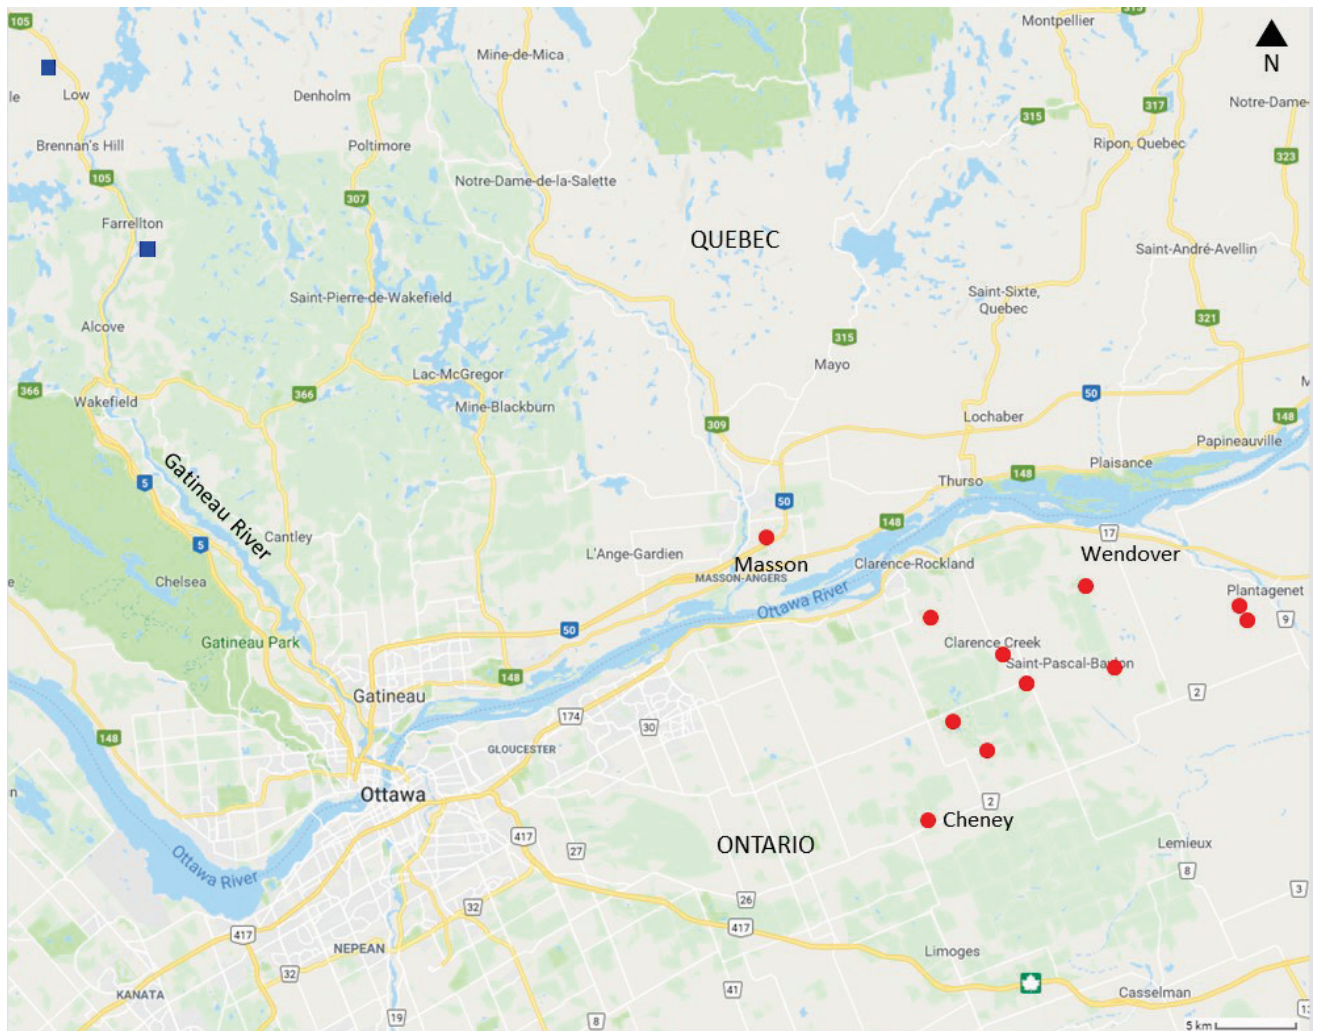 105
315
Montpellier
N
Mine-de-Mica
le
Low
Denholm
317
Notre-Dame-
315
Brennan's Hill
Poltimore
Ripon, Quebec
323
105
Notre-Dame-de-la-Salette
307
Farrellton
QUEBEC
Saint-André-Avellin
Saint-Pierre-de-Wakefield
Saint-Sixte,
Quebec
321
Alcove
315
Mayo
Lac-McGregor
366
366
50
Wakefield
Mine-Blackburn
Lochaber
148
309
Papineauville
Plaisance
Gatineau River
5
Thurso
148
50
148
17
Cantley
5
L'Ange-Gardien
Masson
Wendover
Clarence-Rockland
MASSON-ANGERS
Chelsea
e
Ottawa River
Plantagenet
9
50
Gatineau Park
Clarence Creek
Saint-Pascal-Baylon
148
2
Gatineau
174
30
148
GLOUCESTER
n
Ottawa
2
Cheney
417
27
ONTARIO
Lemieux
Ottawa River
8
3
26
32
417
417
NEPEAN
Limoges
32
KANATA
41
Casselman
19
8
5 km